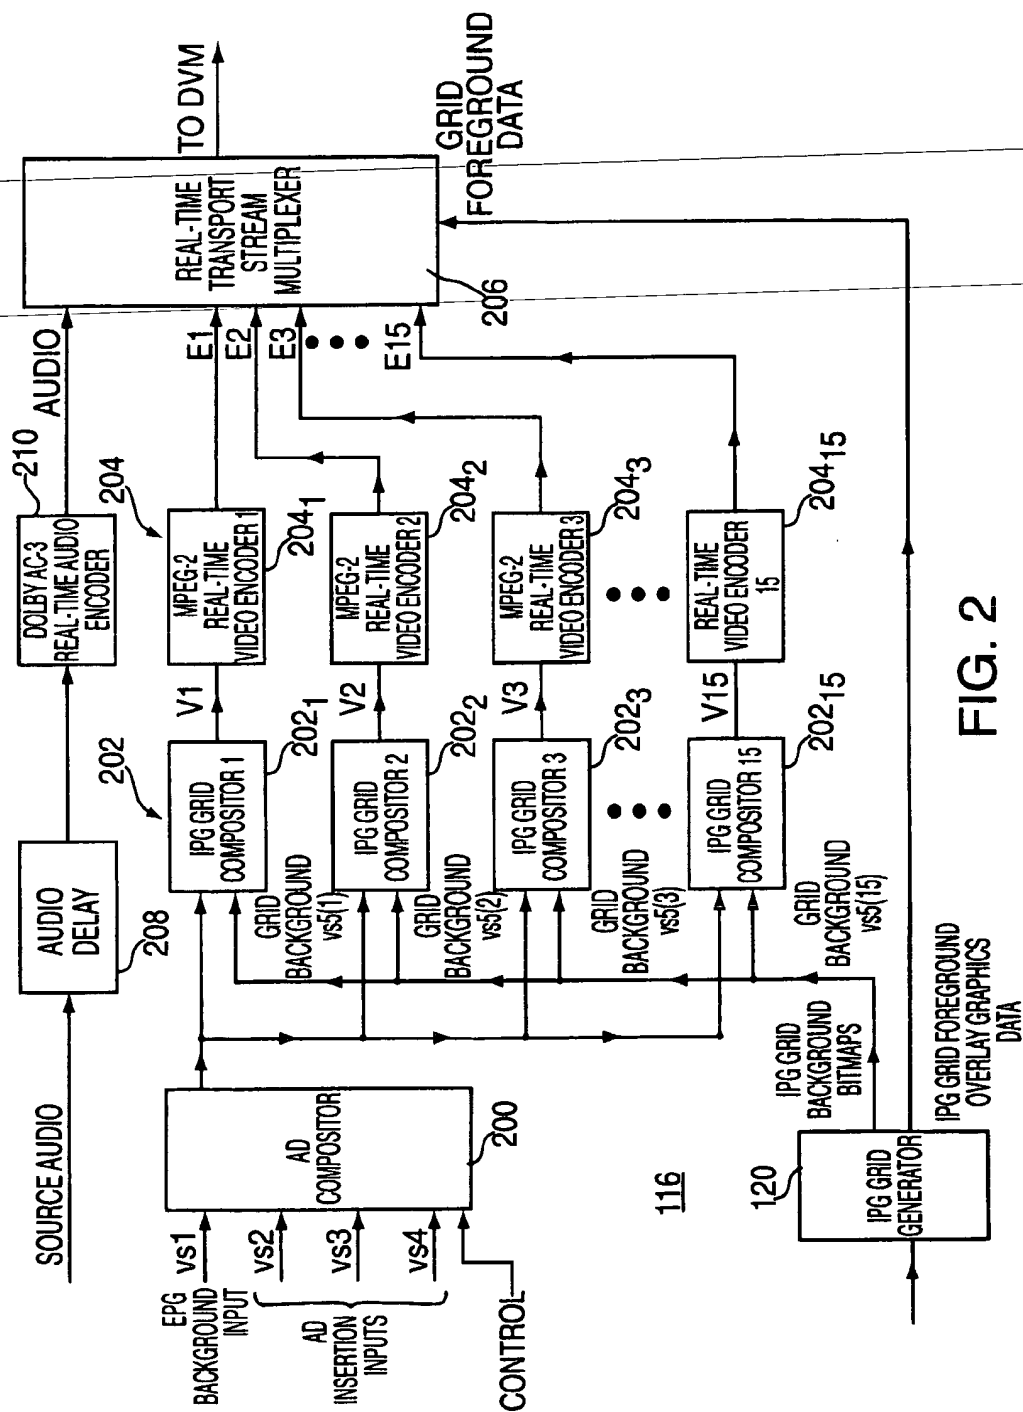 SOURCE AUDIO
AUDIO
DELAY
208
DOLBY AC-3
REAL-TIME AUDIO
ENCODER
210
AUDIO
TO DVM
REAL-TIME
TRANSPORT
STREAM
MULTIPLEXER
206
GRID
FOREGROUND
DATA
EPG
BACKGROUND
INPUT
vs1
vs2
vs3
vs4
AD
INSERTION
INPUTS
CONTROL
AD
COMPOSITOR
200
202
IPG GRID
COMPOSITOR 1
202₁
GRID
BACKGROUND
vs5(1)
V1
204
MPEG-2
REAL-TIME
VIDEO ENCODER 1
204₁
E1
IPG GRID
COMPOSITOR 2
202₂
GRID
BACKGROUND
vs5(2)
V2
MPEG-2
REAL-TIME
VIDEO ENCODER 2
204₂
E2
IPG GRID
COMPOSITOR 3
202₃
GRID
BACKGROUND
vs5(3)
V3
MPEG-2
REAL-TIME
VIDEO ENCODER 3
204₃
E3
IPG GRID
COMPOSITOR 15
202₁₅
GRID
BACKGROUND
vs5(15)
V15
REAL-TIME
VIDEO ENCODER
15
204₁₅
E15
116
120
IPG GRID
GENERATOR
IPG GRID
BACKGROUND
BITMAPS
IPG GRID FOREGROUND
OVERLAY GRAPHICS
DATA
FIG. 2